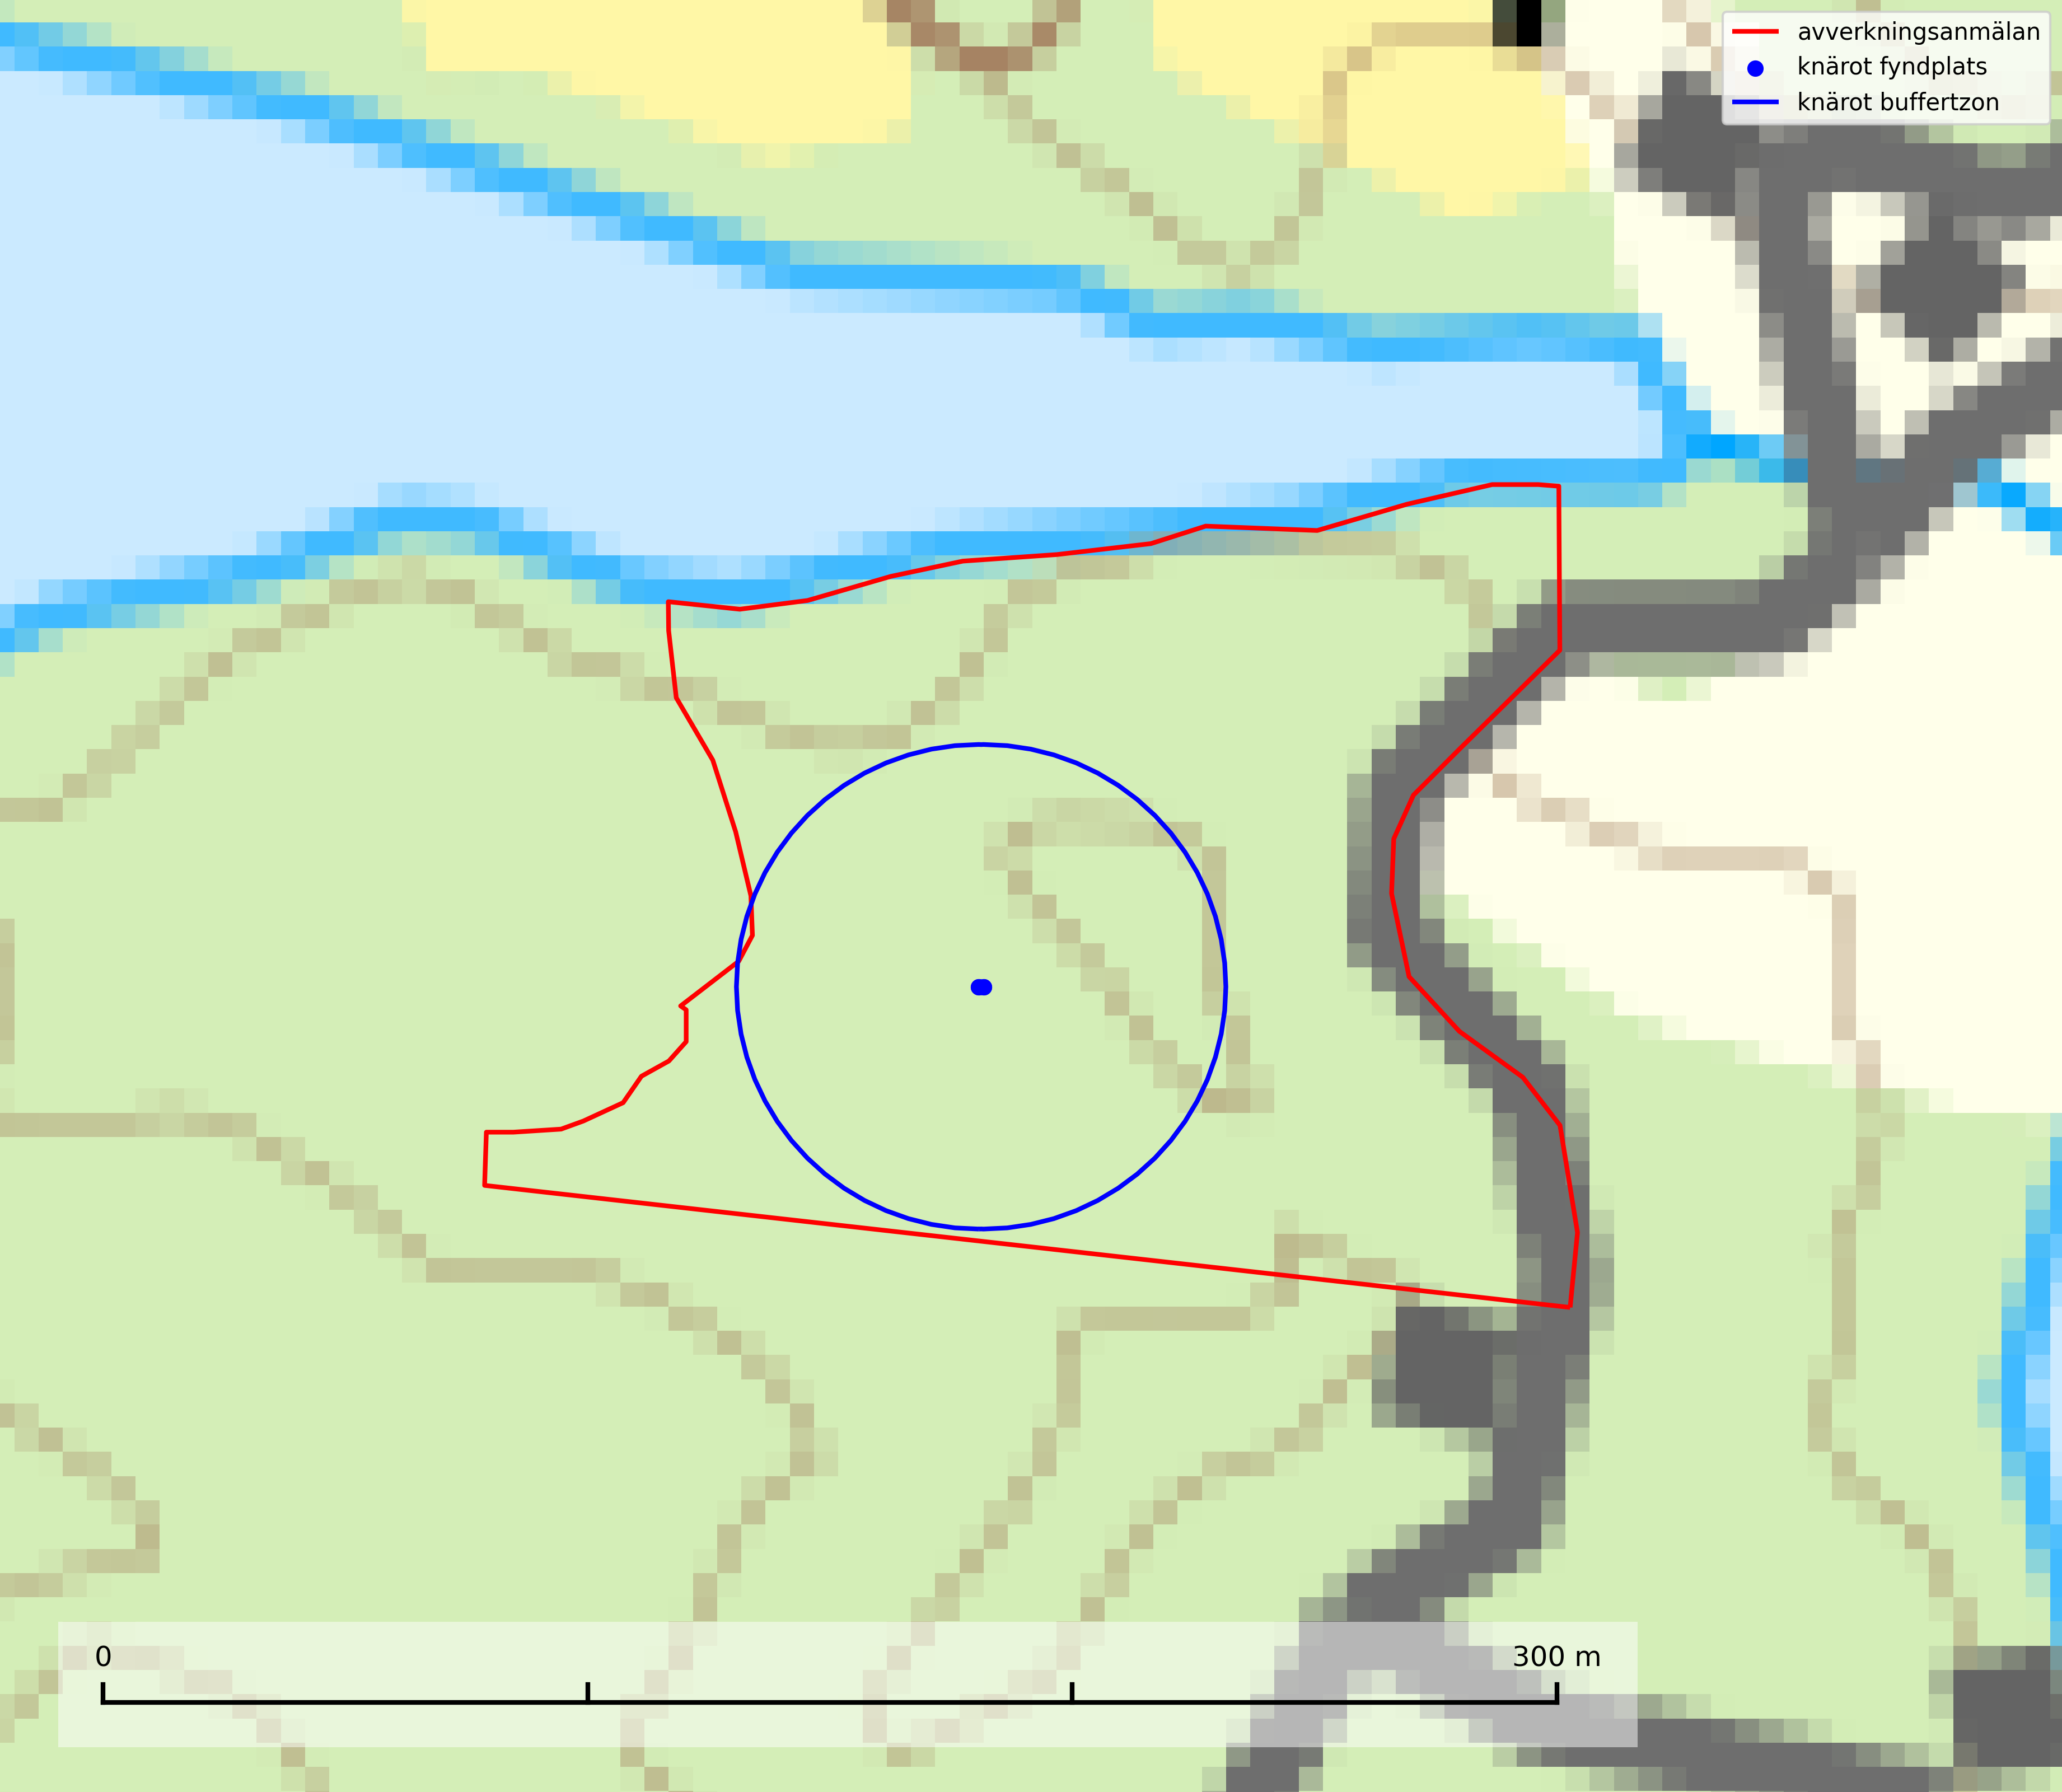 avverkningsanmälan
knärot fyndplats
knärot buffertzon
0
300 m